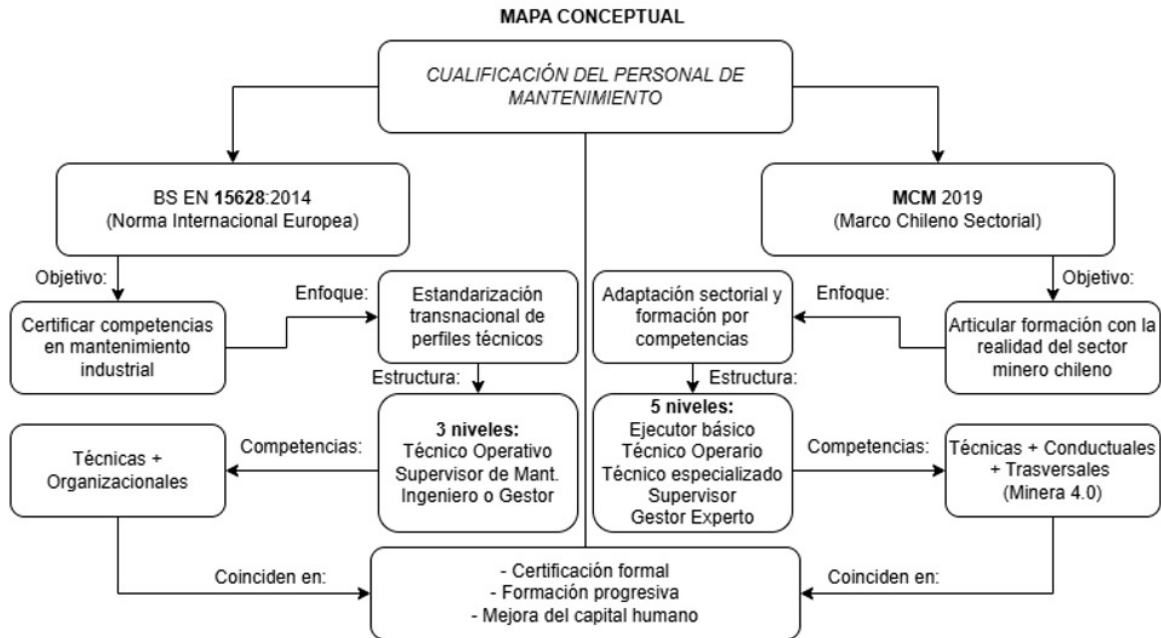 MAPA CONCEPTUAL
CUALIFICACIÓN DEL PERSONAL DE
MANTENIMIENTO
BS EN 15628:2014
(Norma Internacional Europea)
MCM 2019
(Marco Chileno Sectorial)
Objetivo:
Certificar competencias
en mantenimiento
industrial
Enfoque:
Estandarización
transnacional de
perfiles técnicos
Adaptación sectorial y
formación por
competencias
Enfoque:
Objetivo:
Articular formación con la
realidad del sector
minero chileno
Estructura:
3 niveles:
Técnico Operativo
Supervisor de Mant.
Ingeniero o Gestor
Estructura:
5 niveles:
Ejecutor básico
Técnico Operario
Técnico especializado
Supervisor
Gestor Experto
Competencias:
Técnicas +
Organizacionales
Competencias:
Técnicas + Conductuales
+ Trasversales
(Minera 4.0)
Coinciden en:
- Certificación formal
- Formación progresiva
- Mejora del capital humano
Coinciden en: